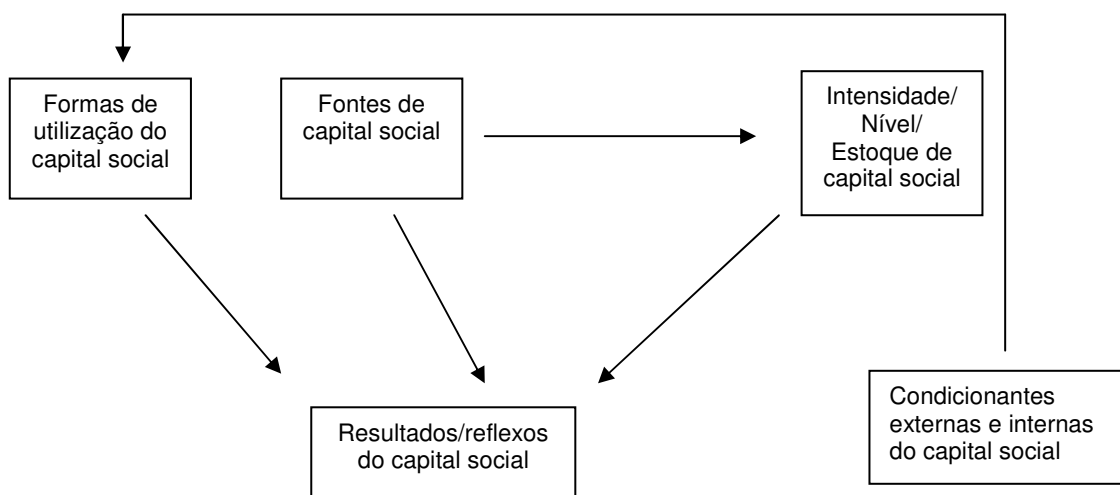 Formas de
utilização do
capital social
Fontes de
capital social
Intensidade/
Nível/
Estoque de
capital social
Resultados/reflexos
do capital social
Condicionantes
externas e internas
do capital social